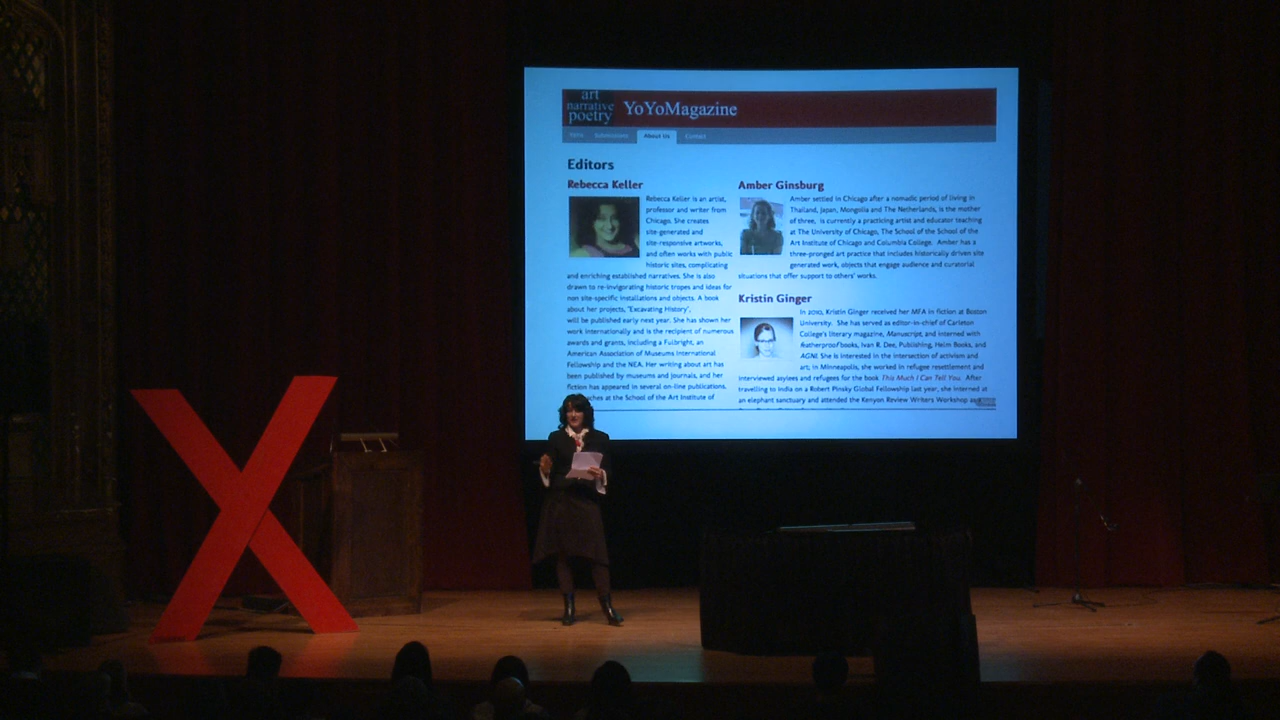 X
art
narrative
poetry
YoYoMagazine
Submissions
About Us
Contact
Editors
Rebecca Keller
Rebecca Keller is an artist,
professor and writer from
Chicago. She creates
site-generated and
site-responsive artworks,
and often works with public
historic sites, complicating
and enriching established narratives. She is also
drawn to re-invigorating historic tropes and ideas for
non site-specific installations and objects. A book
about her projects, "Excavating History",
will be published early next year. She has shown her
work internationally and is the recipient of numerous
awards and grants, including a Fulbright, an
American Association of Museums International
Fellowship and the NEA. Her writing about art has
been published by museums and journals, and her
fiction has appeared in several on-line publications.
aches at the School of the Art Institute of
Amber Ginsburg
Amber settled in Chicago after a nomadic period of living in
Thailand, Japan, Mongolia and The Netherlands, is the mother
of three, is currently a practicing artist and educator teaching
at The University of Chicago, The School of the School of the
Art Institute of Chicago and Columbia College. Amber has a
three-pronged art practice that includes historically driven site
generated work, objects that engage audience and curatorial
situations that offer support to others' works.
Kristin Ginger
In 2010, Kristin Ginger received her MFA in fiction at Boston
University. She has served as editor-in-chief of Carleton
College's literary magazine, Manuscript, and interned with
featherproof books, Ivan R. Dee, Publishing, Helm Books, and
AGNI. She is interested in the intersection of activism and
art; in Minneapolis, she worked in refugee resettlement and
interviewed asylees and refugees for the book This Much I Can Tell You. After
travelling to India on a Robert Pinsky Global Fellowship last year, she interned at
an elephant sanctuary and attended the Kenyon Review Writers Workshop